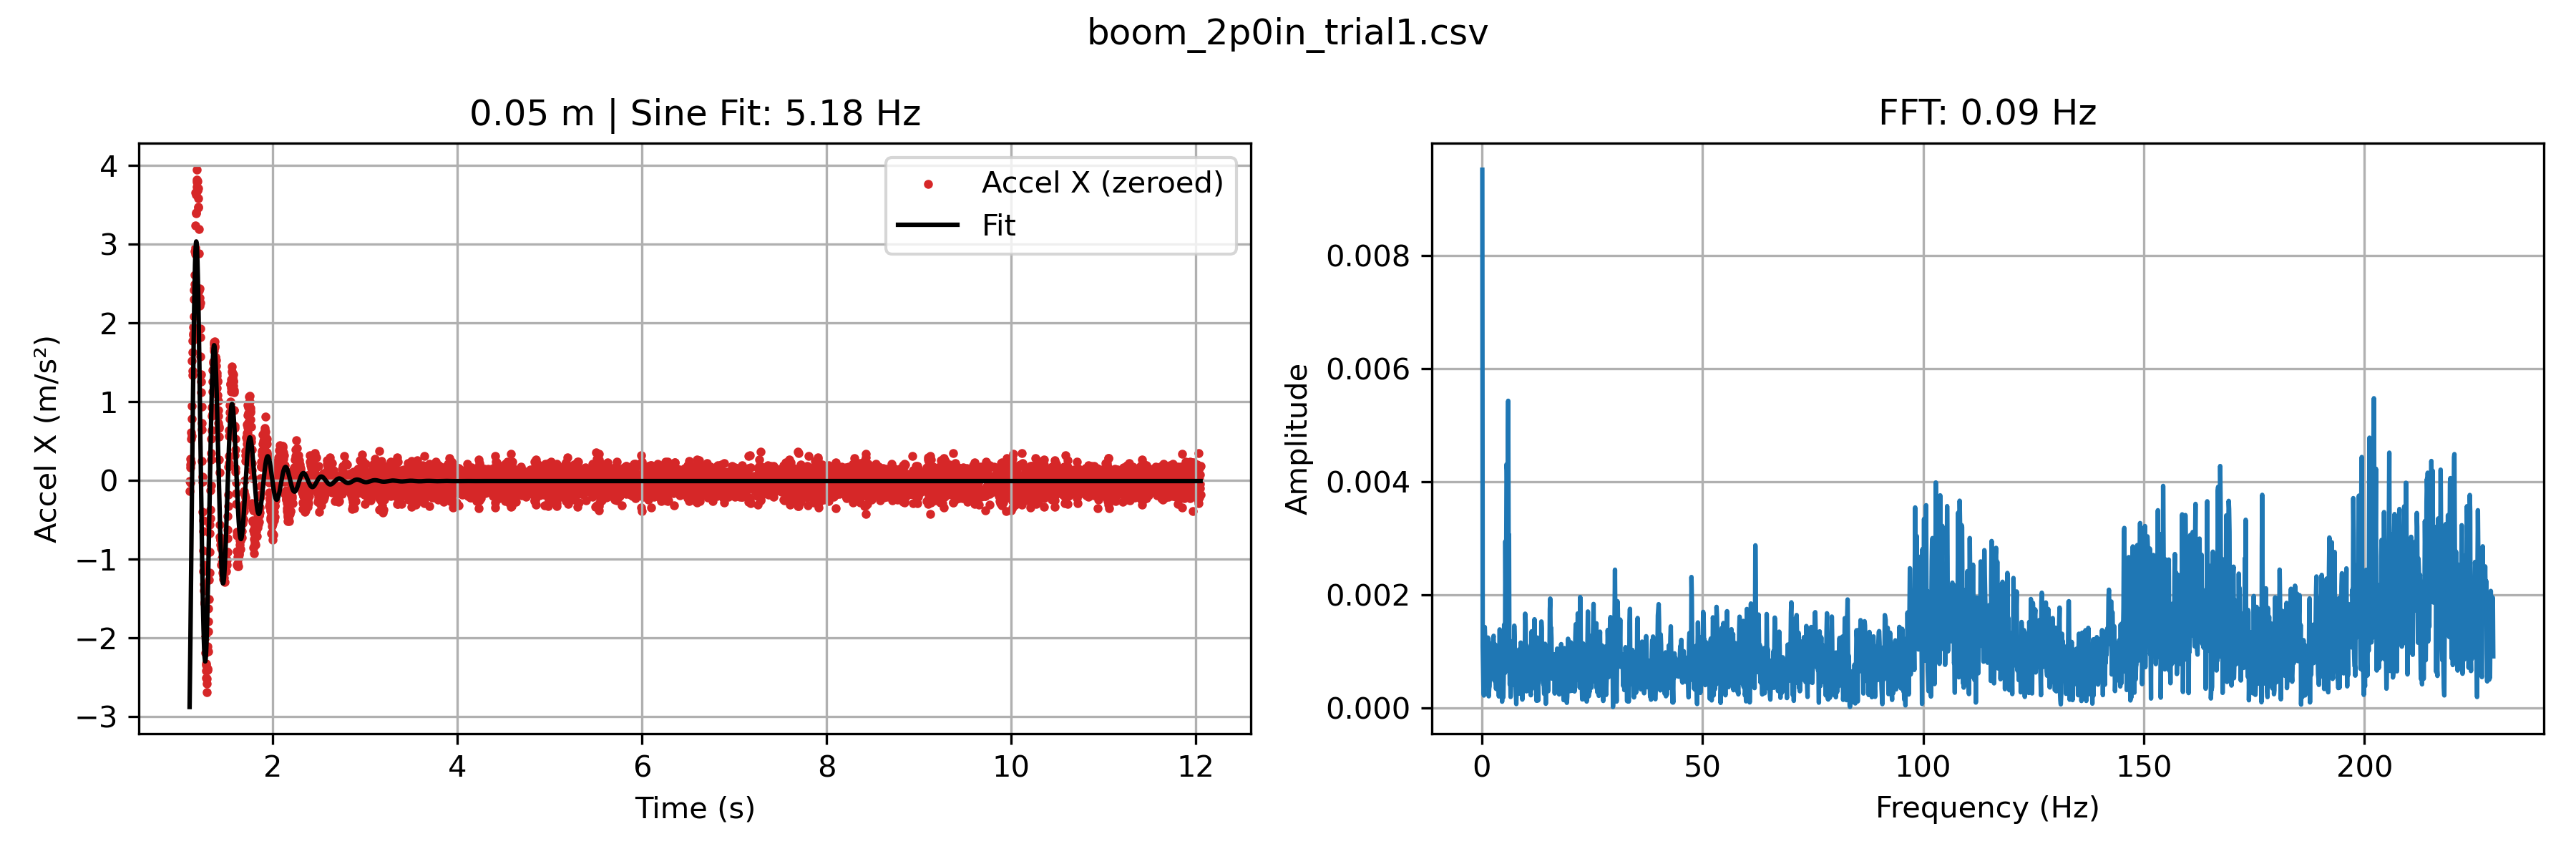 boom_2p0in_trial1.csv
0.05 m | Sine Fit: 5.18 Hz
Accel X (zeroed)
Fit
4
3
2
1
0
−1
−2
−3
Accel X (m/s²)
2
4
6
8
10
12
Time (s)
FFT: 0.09 Hz
0.008
0.006
0.004
0.002
0.000
Amplitude
0
50
100
150
200
Frequency (Hz)